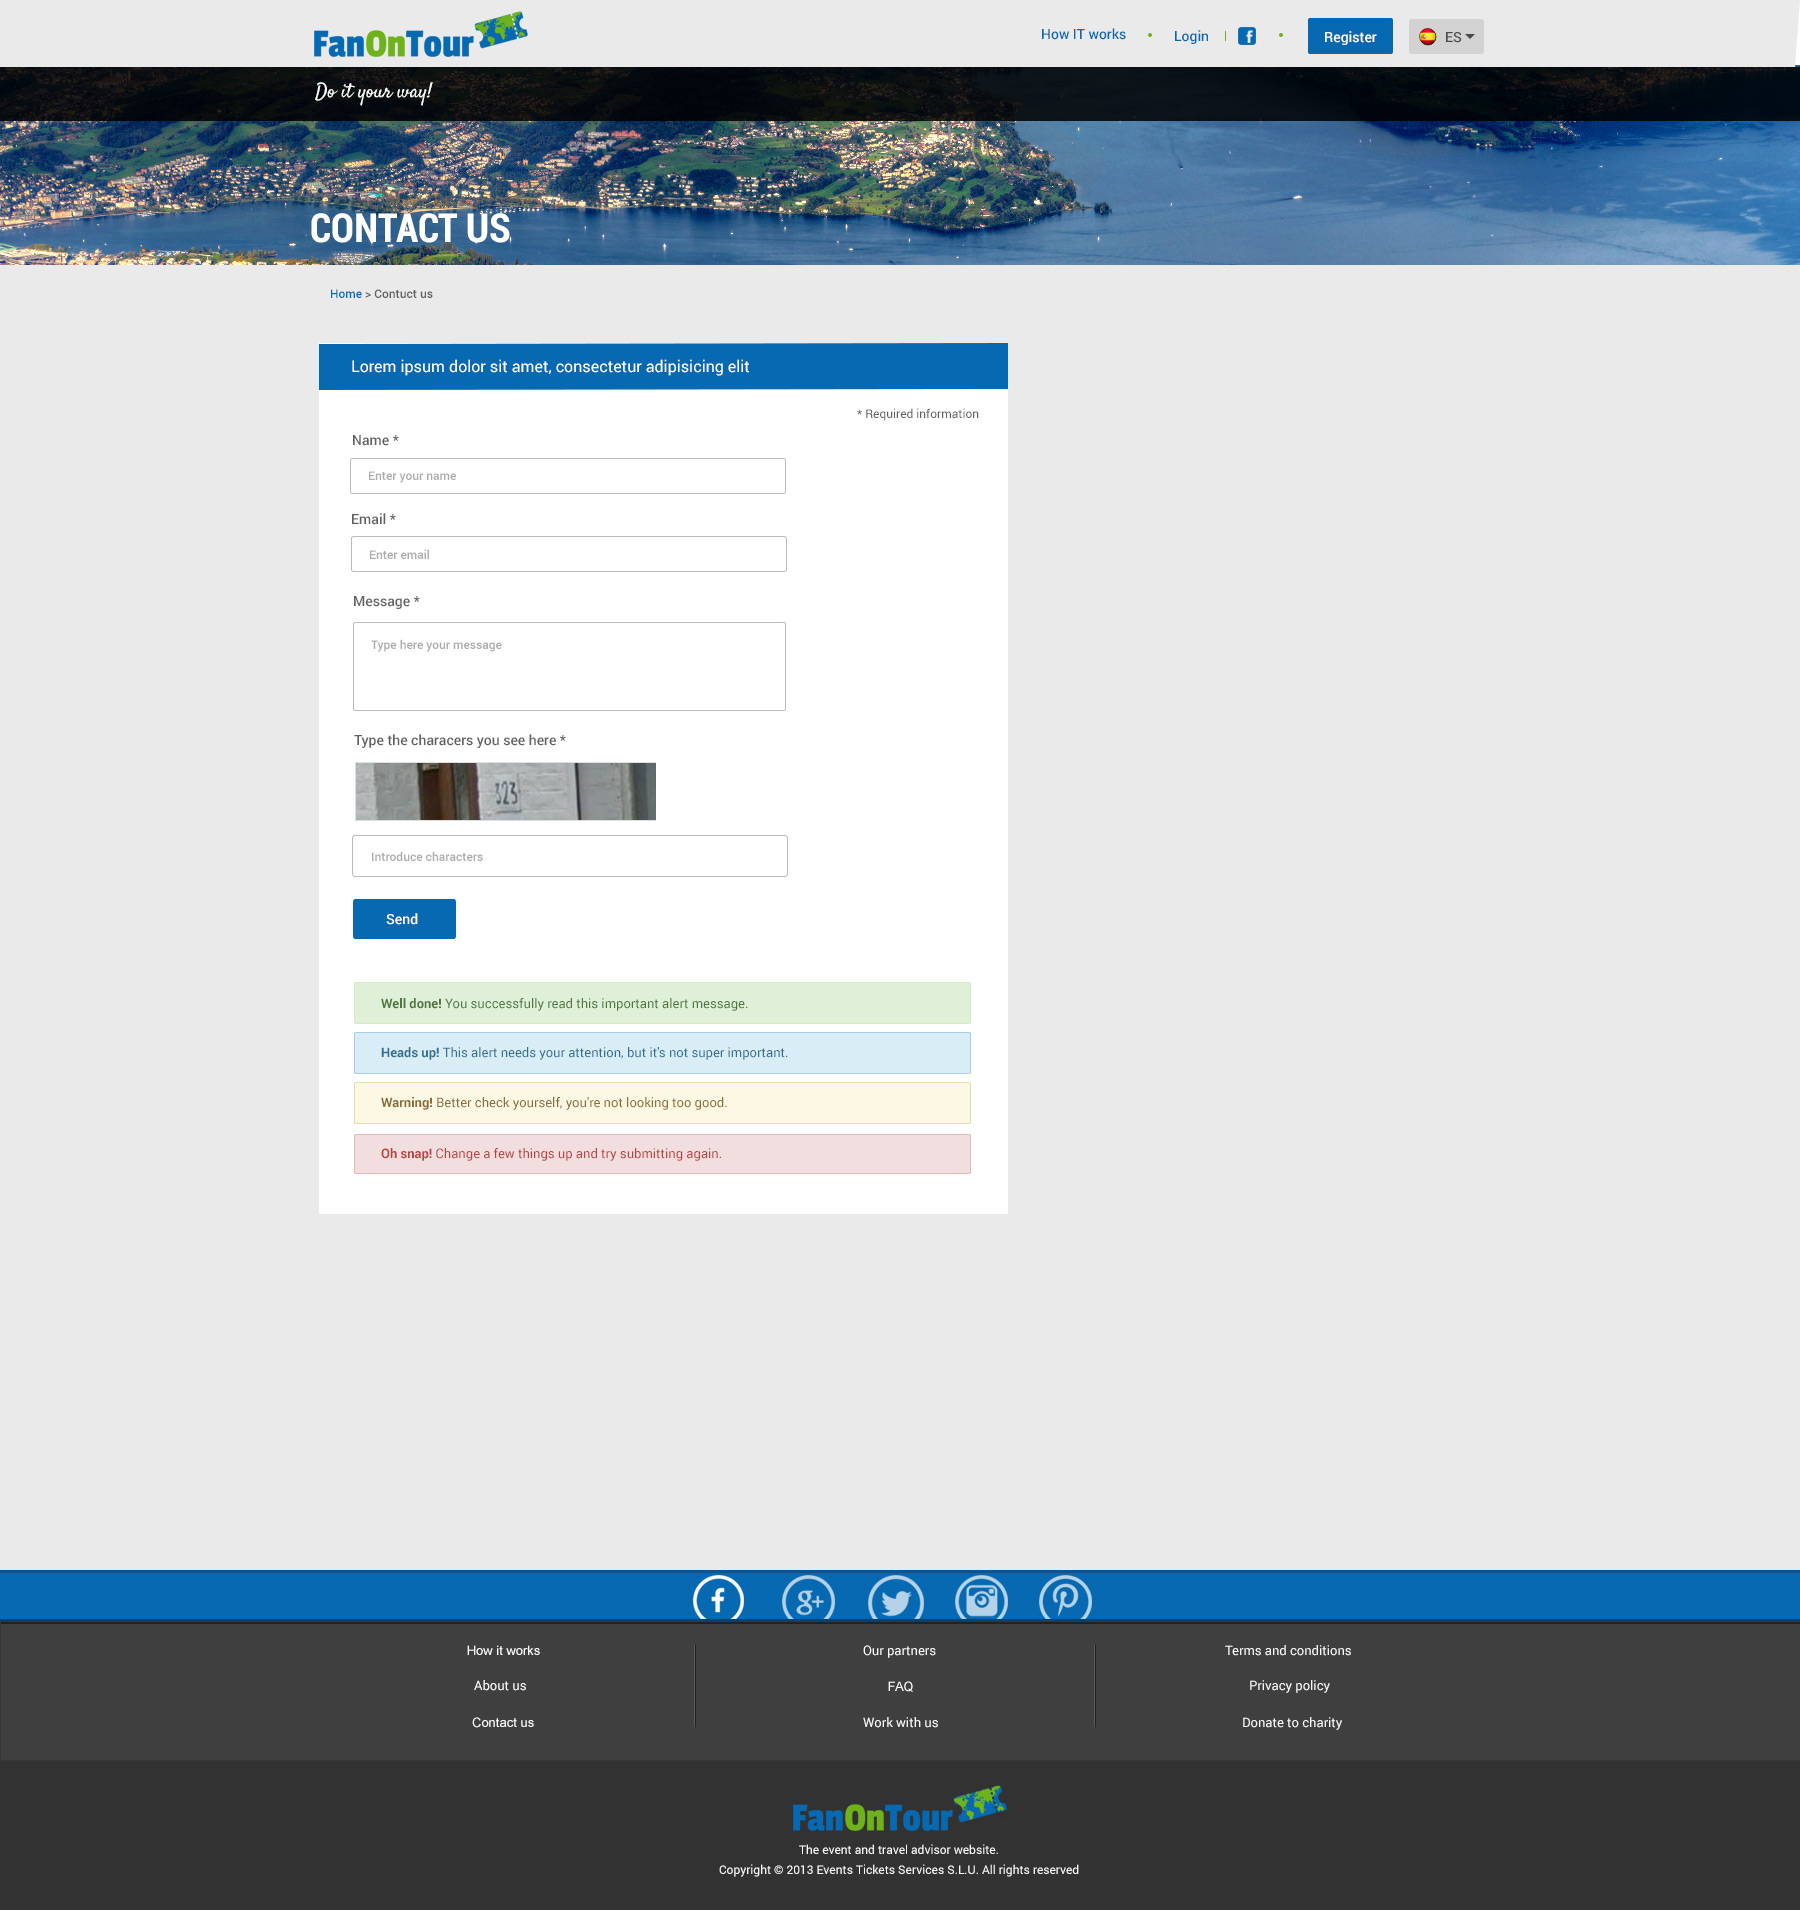 FanOnTour
How IT works • Login | f • Register ES
Do it your way!
CONTACT US
Home > Contuct us
Lorem ipsum dolor sit amet, consectetur adipisicing elit
* Required information
Name *
Enter your name
Email *
Enter email
Message *
Type here your message
Type the characers you see here *
323
Introduce characters
Send
Well done! You successfully read this important alert message.
Heads up! This alert needs your attention, but it's not super important.
Warning! Better check yourself, you're not looking too good.
Oh snap! Change a few things up and try submitting again.
f g+
How it works Our partners Terms and conditions
About us FAQ Privacy policy
Contact us Work with us Donate to charity
FanOnTour
The event and travel advisor website.
Copyright © 2013 Events Tickets Services S.L.U. All rights reserved